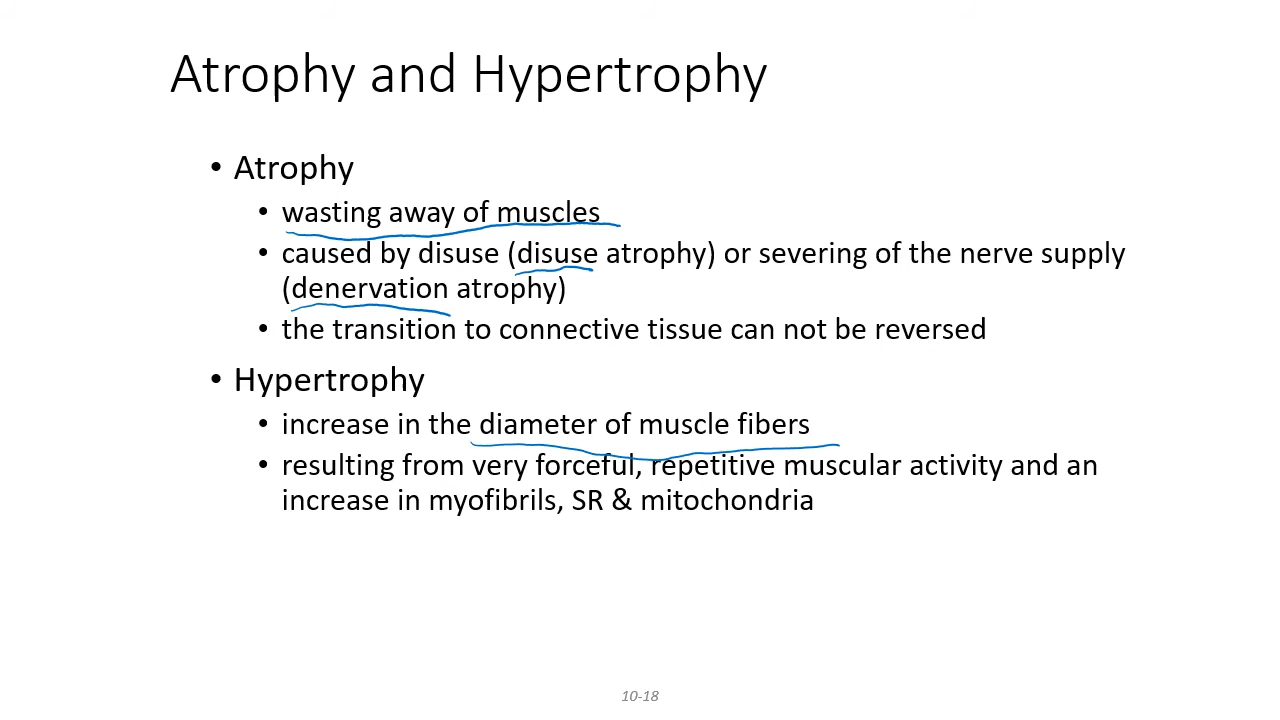 Atrophy and Hypertrophy
• Atrophy
• wasting away of muscles
• caused by disuse (disuse atrophy) or severing of the nerve supply
(denervation atrophy)
• the transition to connective tissue can not be reversed
• Hypertrophy
• increase in the diameter of muscle fibers
• resulting from very forceful, repetitive muscular activity and an
increase in myofibrils, SR & mitochondria
10-18